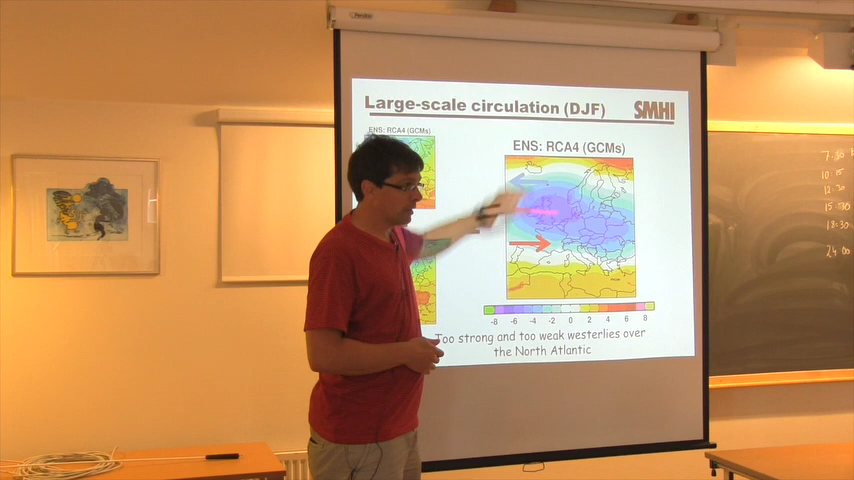 Large-scale circulation (DJF)
SMHI
ENS: RCA4 (GCMs)
ENS: RCA4 (GCMs)
-8 -6 -4 -2 0 2 4 6 8
Too strong and too weak westerlies over
the North Atlantic
10:15
12:30
15:30
18:30
24 00